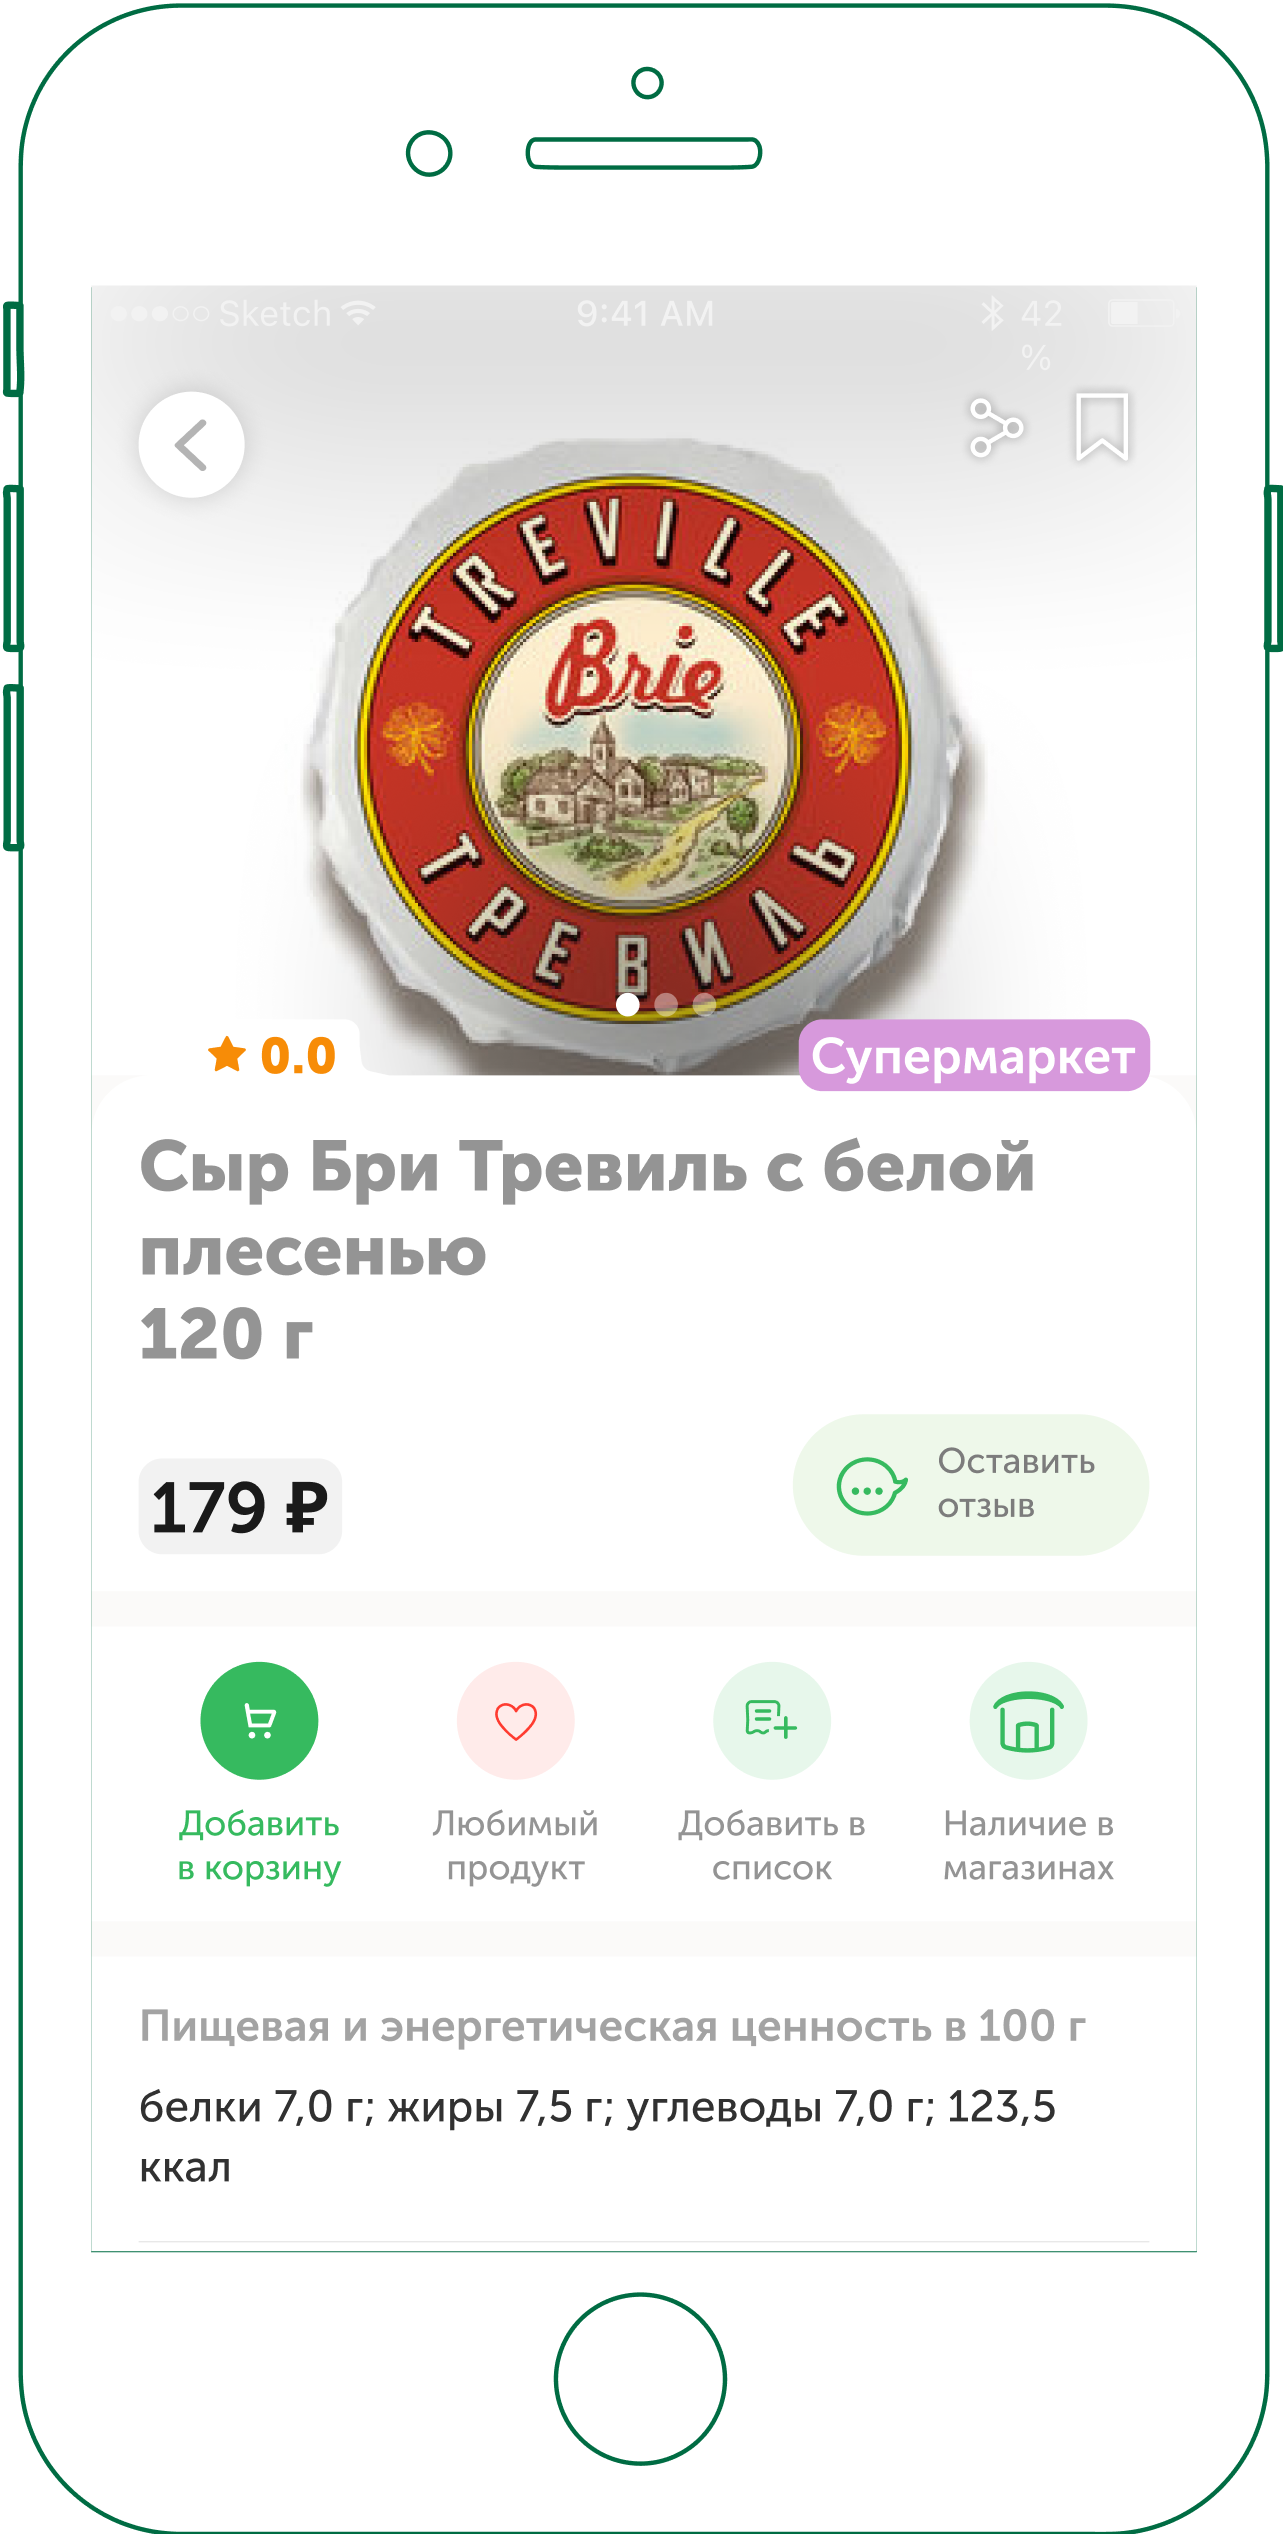 Sketch 9:41 AM 42
%
TREVILLE
Brie
ТРЕВИЛЬ
0.0 Супермаркет
Сыр Бри Тревиль с белой
плесенью
120 г
179 ₽
Оставить
отзыв
Добавить
в корзину
Любимый
продукт
Добавить в
список
Наличие в
магазинах
Пищевая и энергетическая ценность в 100 г
белки 7,0 г; жиры 7,5 г; углеводы 7,0 г; 123,5
ккал